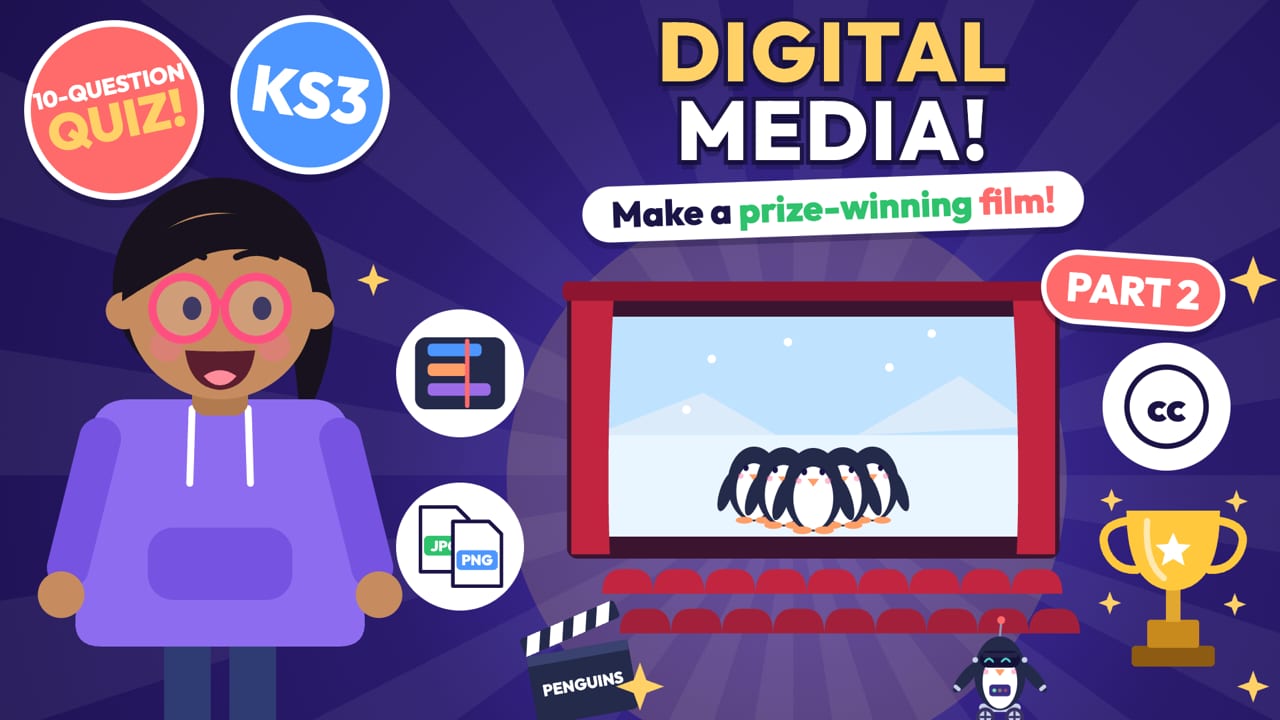 10-QUESTION
QUIZ!
KS3
DIGITAL
MEDIA!
Make a prize-winning film!
PART 2
cc
JPG
PNG
PENGUINS